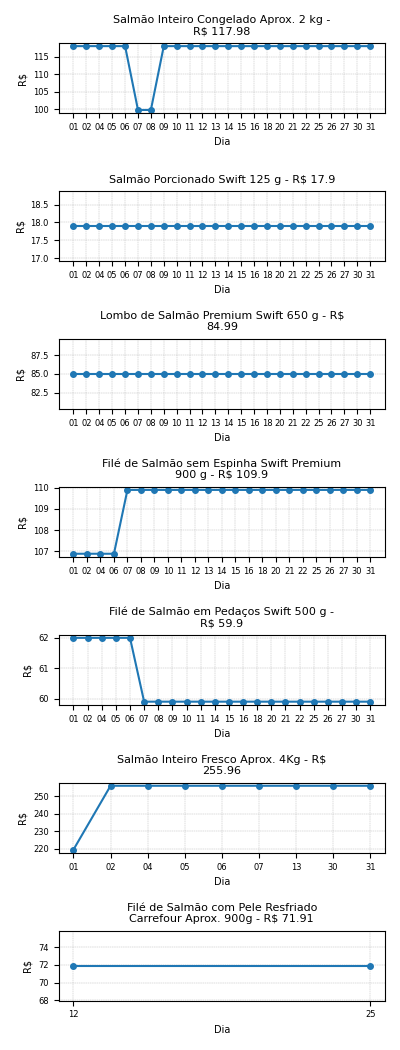 Salmão Inteiro Congelado Aprox. 2 kg -
R$ 117.98
115
110
105
100
R$
01 02 04 05 06 07 08 09 10 11 12 13 14 15 16 18 20 21 22 25 26 27 30 31
Dia
Salmão Porcionado Swift 125 g - R$ 17.9
18.5
18.0
17.5
17.0
R$
01 02 04 05 06 07 08 09 10 11 12 13 14 15 16 18 20 21 22 25 26 27 30 31
Dia
Lombo de Salmão Premium Swift 650 g - R$
84.99
87.5
85.0
82.5
R$
01 02 04 05 06 07 08 09 10 11 12 13 14 15 16 18 20 21 22 25 26 27 30 31
Dia
Filé de Salmão sem Espinha Swift Premium
900 g - R$ 109.9
110
109
108
107
R$
01 02 04 06 07 08 09 10 11 12 13 14 15 16 18 20 21 22 25 26 27 30 31
Dia
Filé de Salmão em Pedaços Swift 500 g -
R$ 59.9
62
61
60
R$
01 02 04 05 06 07 08 09 10 11 13 14 15 16 20 21 22 25 26 27 30 31
Dia
Salmão Inteiro Fresco Aprox. 4Kg - R$
255.96
250
240
230
220
R$
01 02 04 05 06 07 13 30 31
Dia
Filé de Salmão com Pele Resfriado
Carrefour Aprox. 900g - R$ 71.91
74
72
70
68
R$
12 25
Dia